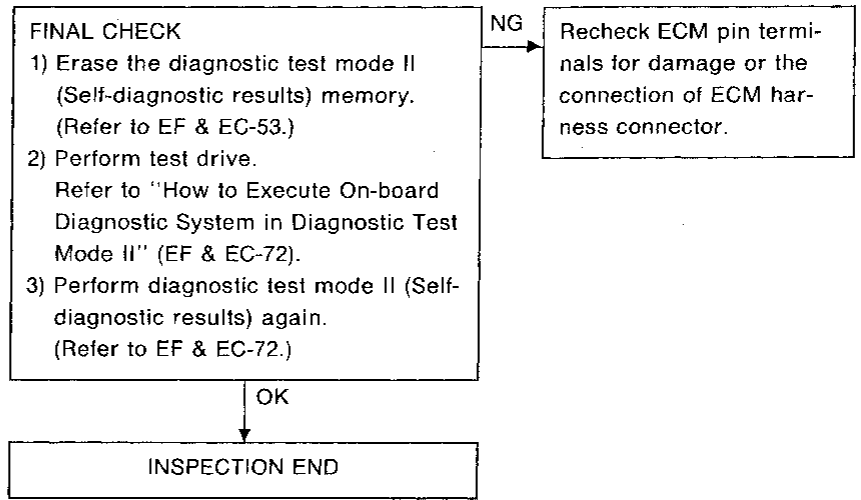 FINAL CHECK
1) Erase the diagnostic test mode II
(Self-diagnostic results) memory.
(Refer to EF & EC-53.)
2) Perform test drive.
Refer to "How to Execute On-board
Diagnostic System in Diagnostic Test
Mode II" (EF & EC-72).
3) Perform diagnostic test mode II (Self-
diagnostic results) again.
(Refer to EF & EC-72.)
NG
Recheck ECM pin termi-
nals for damage or the
connection of ECM har-
ness connector.
OK
INSPECTION END